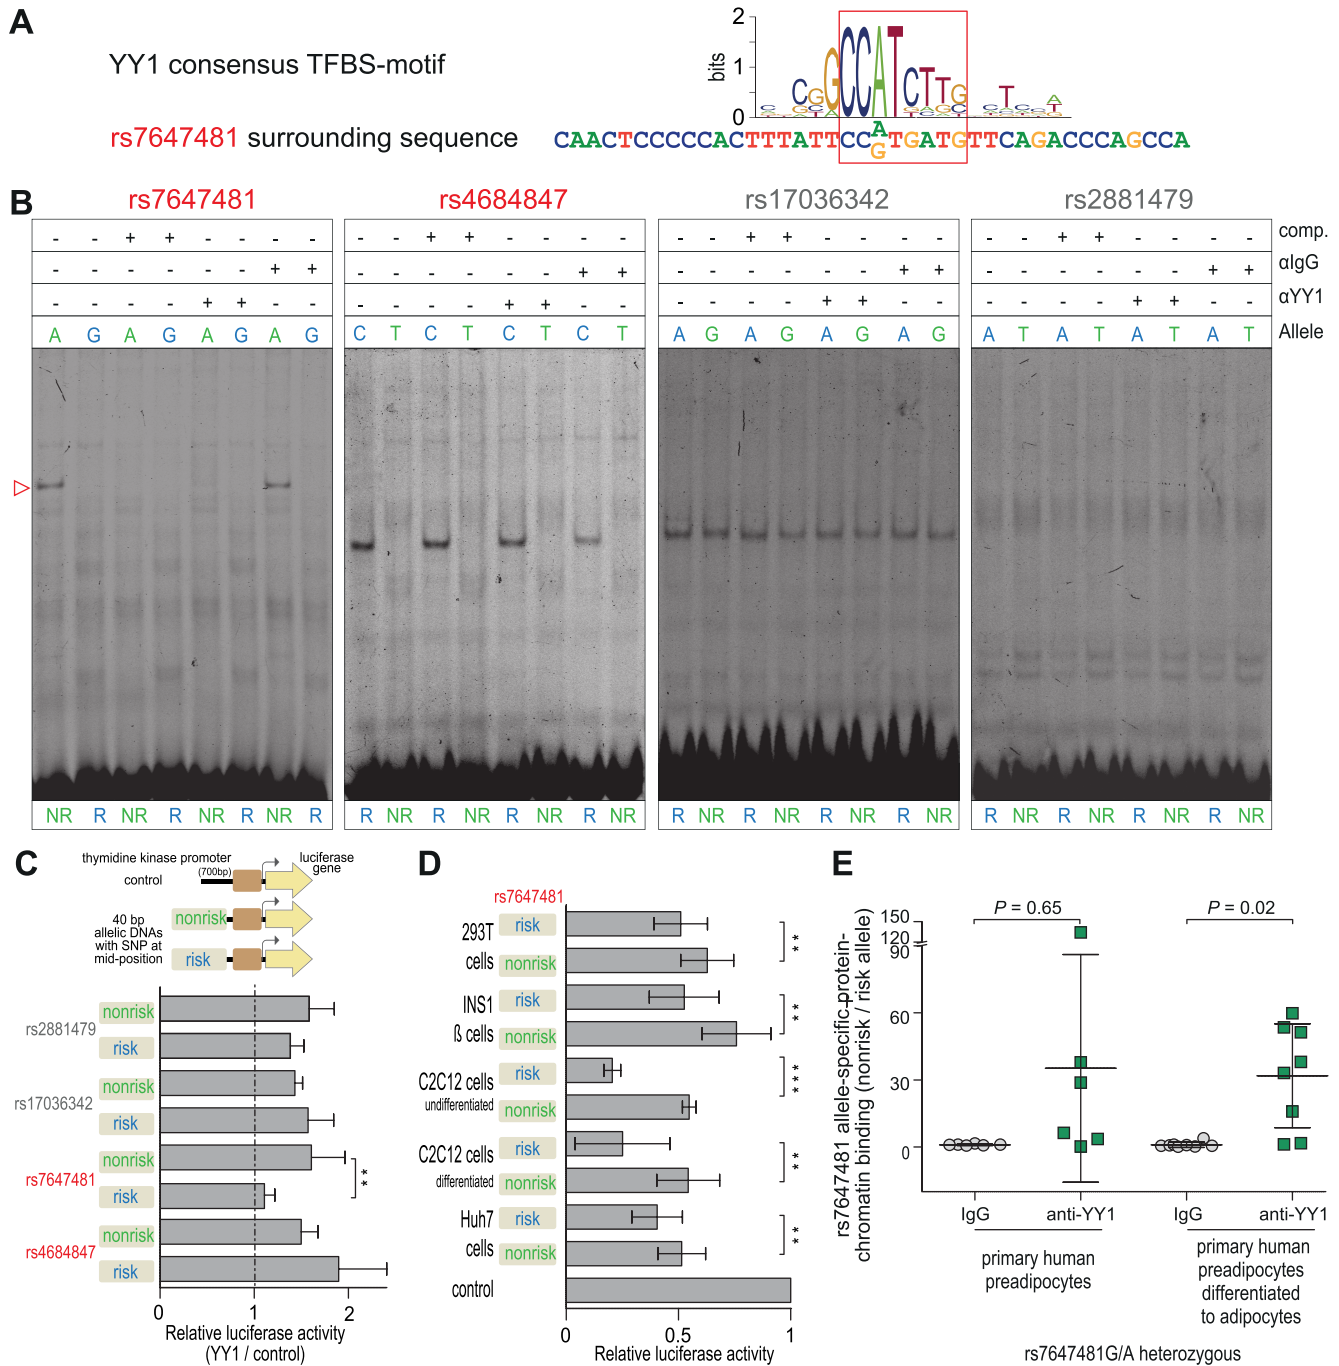 A
YY1 consensus TFBS-motif
bits
2
1
0
rs7647481 surrounding sequence
CAACTCCCCCACTTTATTCC A/G TGATGTTCAGACCCAGCCA
B
rs7647481 rs4684847 rs17036342 rs2881479
- - + + - - - - - - + + - - - - - - + + - - - - - - + + - - - - comp.
- - - - - - + + - - - - - - + + - - - - - - + + - - - - - - + + αIgG
- - - - + + - - - - - - + + - - - - - - + + - - - - - - + + - - αYY1
A G A G A G A G C T C T C T C T A G A G A G A G A T A T A T A T Allele
NR R NR R NR R NR R R NR R NR R NR R NR R NR R NR R NR R NR R NR R NR R NR R NR
C
thymidine kinase promoter
(700bp)
luciferase gene
control
40 bp allelic DNAs with SNP at mid-position
nonrisk
risk
rs2881479
nonrisk
risk
rs17036342
nonrisk
risk
rs7647481
nonrisk
risk
**
rs4684847
nonrisk
risk
0 1 2
Relative luciferase activity
(YY1 / control)
D
rs7647481
293T cells
risk
nonrisk
**
INS1 ß cells
risk
nonrisk
**
C2C12 cells
undifferentiated
risk
nonrisk
***
C2C12 cells
differentiated
risk
nonrisk
**
Huh7 cells
risk
nonrisk
**
control
0 0.5 1
Relative luciferase activity
E
rs7647481 allele-specific-protein-
chromatin binding (nonrisk / risk allele)
150
120
90
60
30
0
P = 0.65
P = 0.02
IgG anti-YY1 IgG anti-YY1
primary human
preadipocytes
primary human
preadipocytes
differentiated
to adipocytes
rs7647481G/A heterozygous